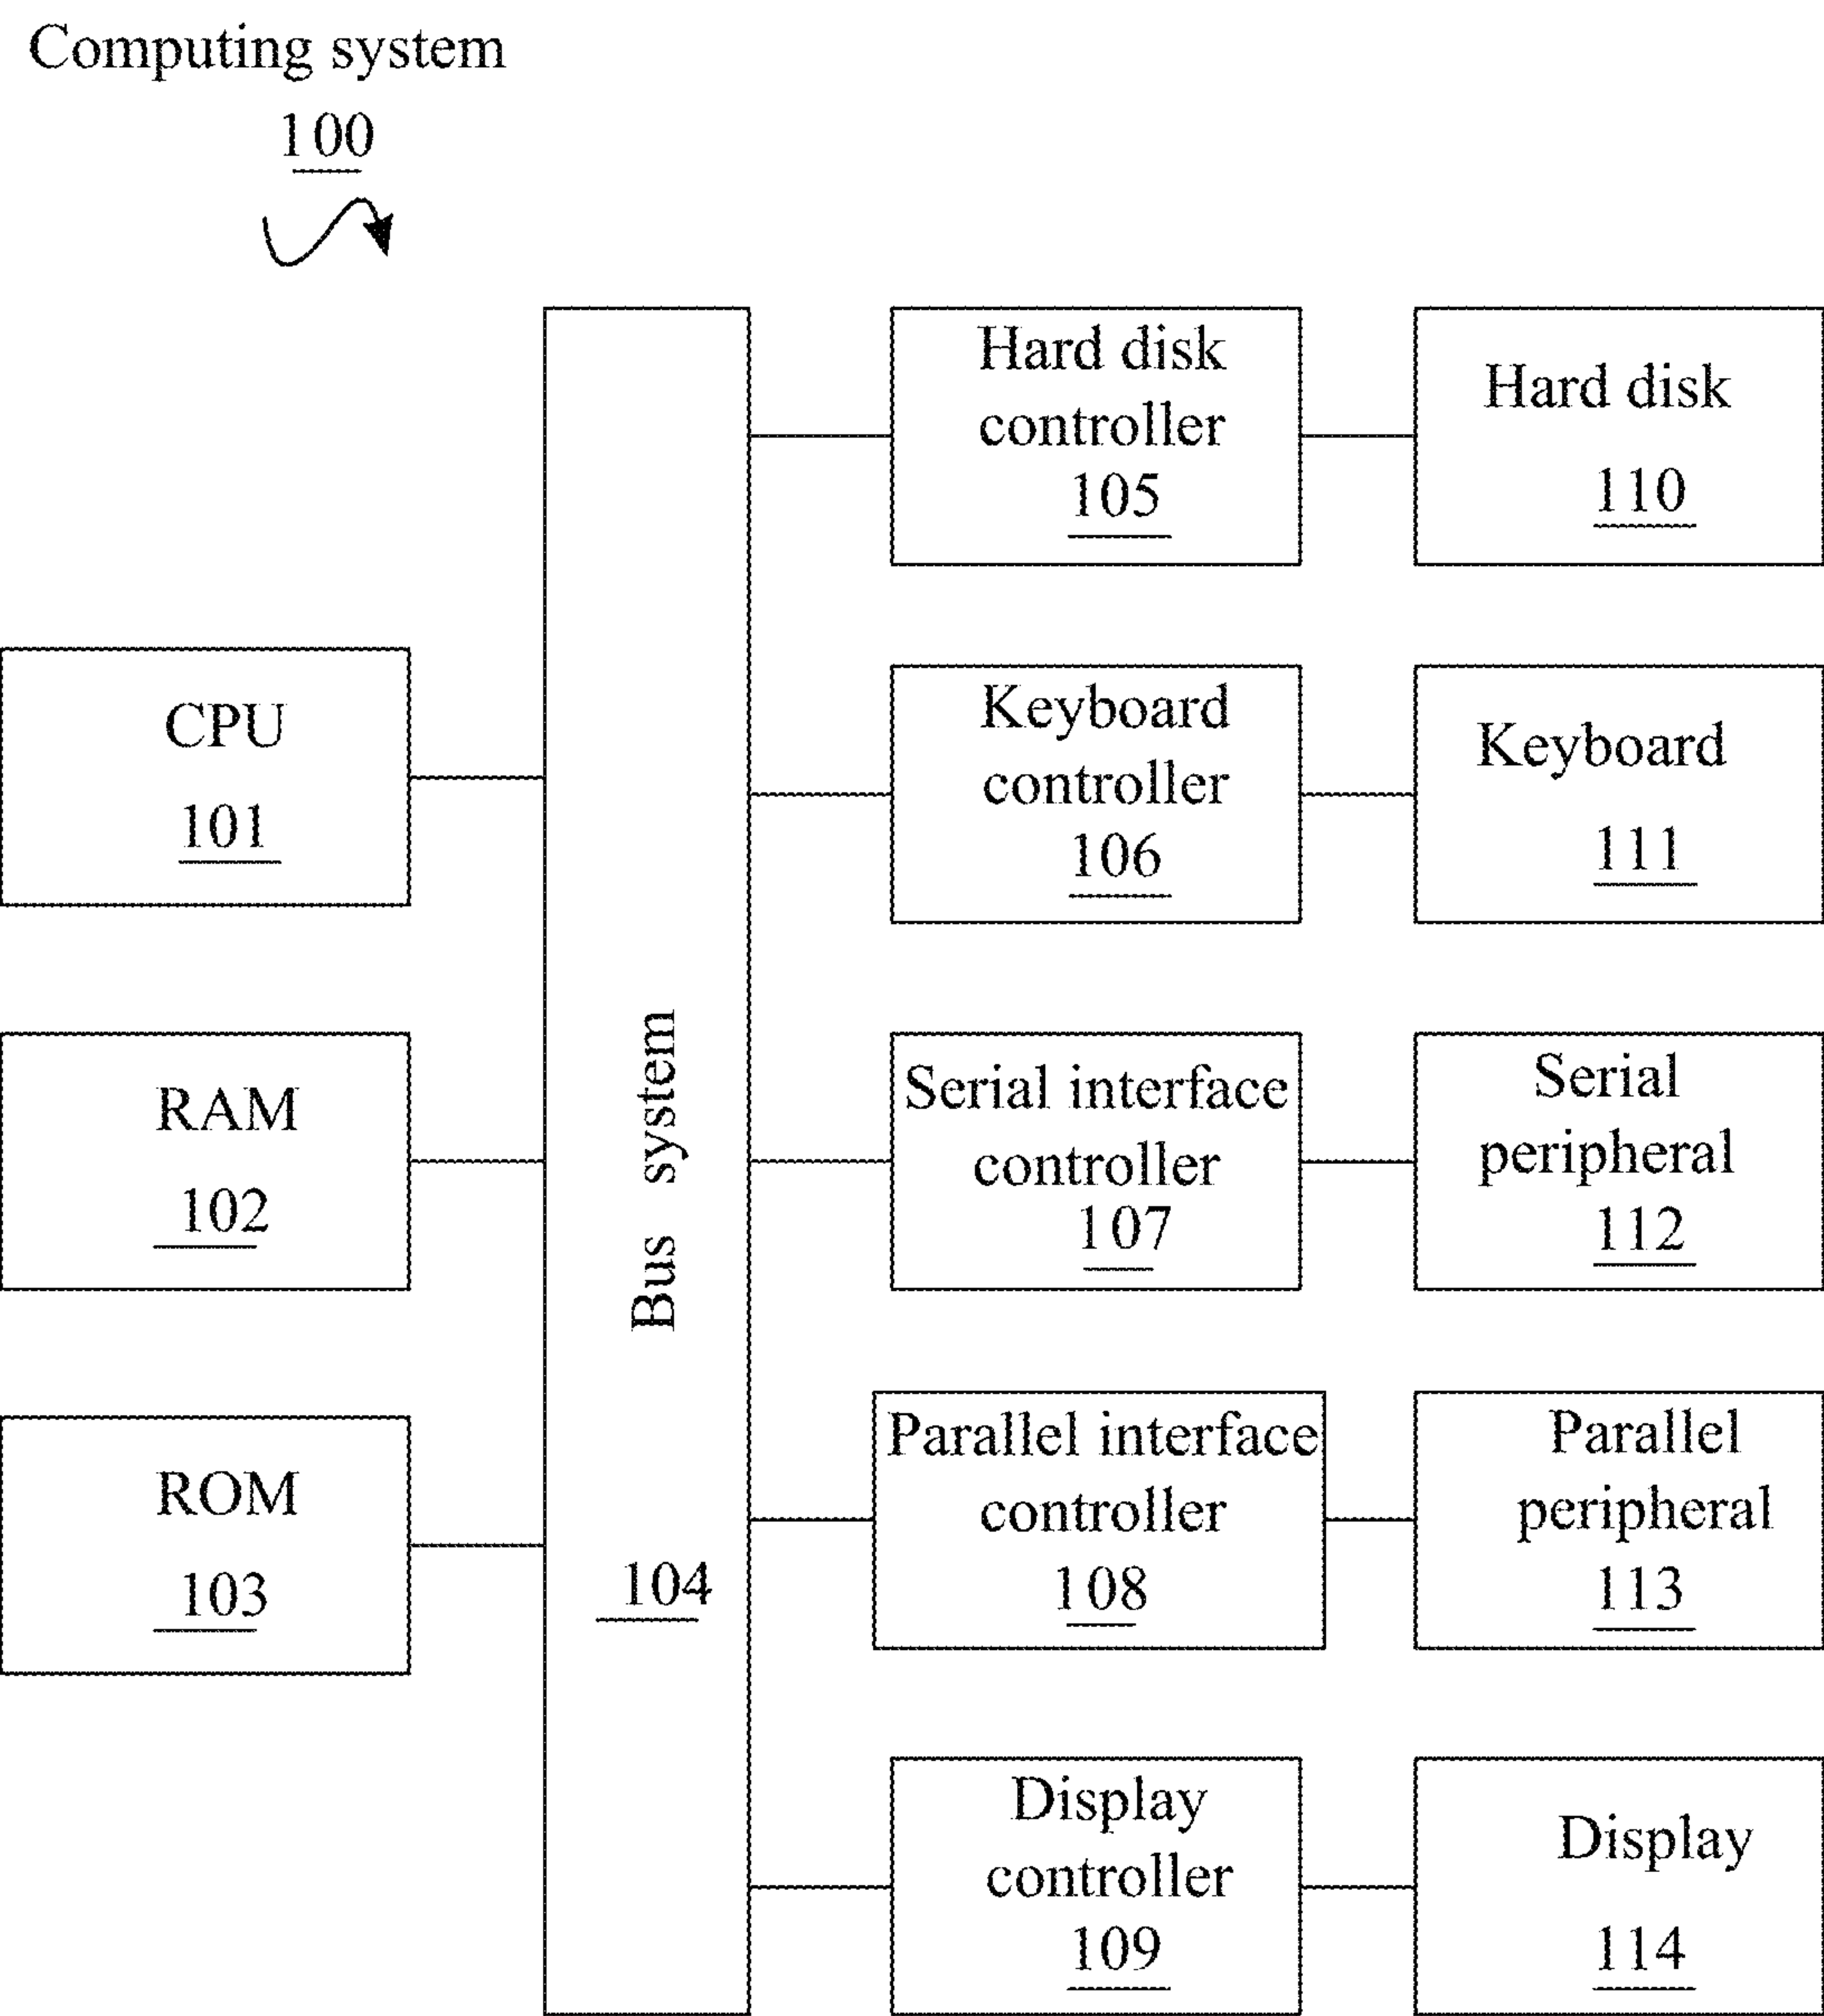 Computing system
100
Hard disk
controller
105
Hard disk
110
CPU
101
Keyboard
controller
106
Keyboard
111
RAM
102
Bus system
104
Serial interface
controller
107
Serial
peripheral
112
ROM
103
Parallel interface
controller
108
Parallel
peripheral
113
Display
controller
109
Display
114